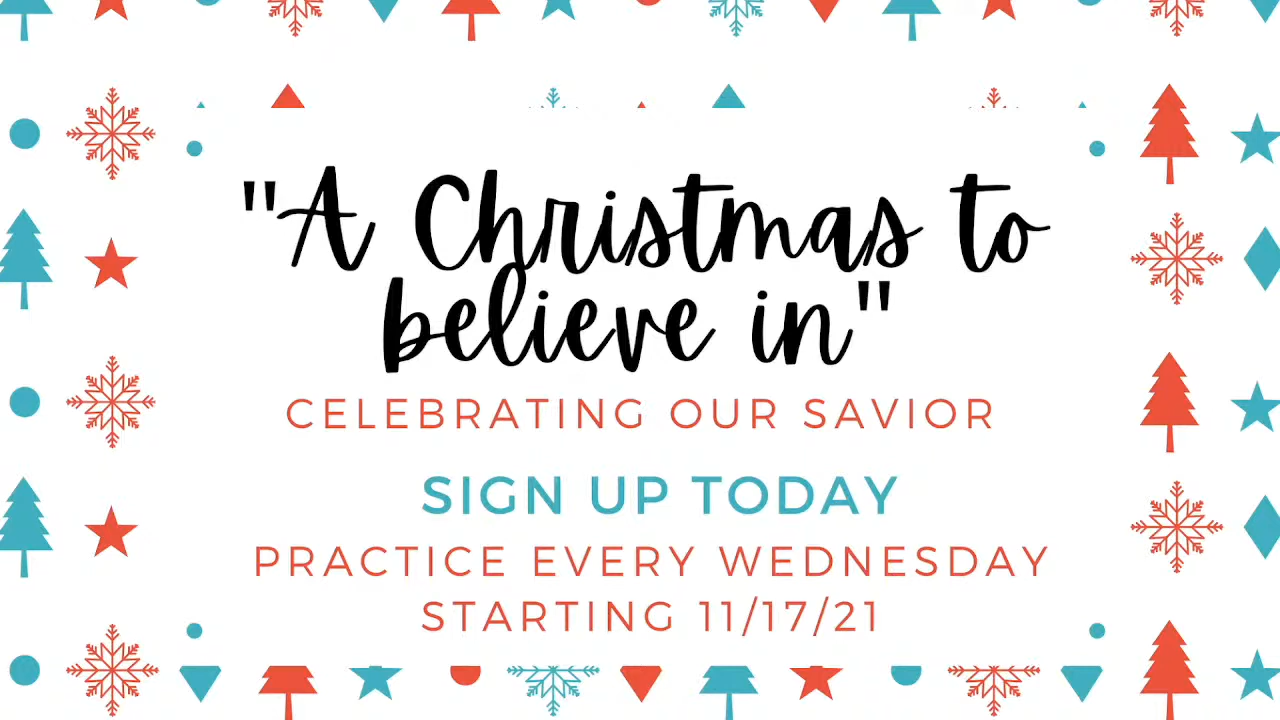 "A Christmas to
believe in"
CELEBRATING OUR SAVIOR
SIGN UP TODAY
PRACTICE EVERY WEDNESDAY
STARTING 11/17/21